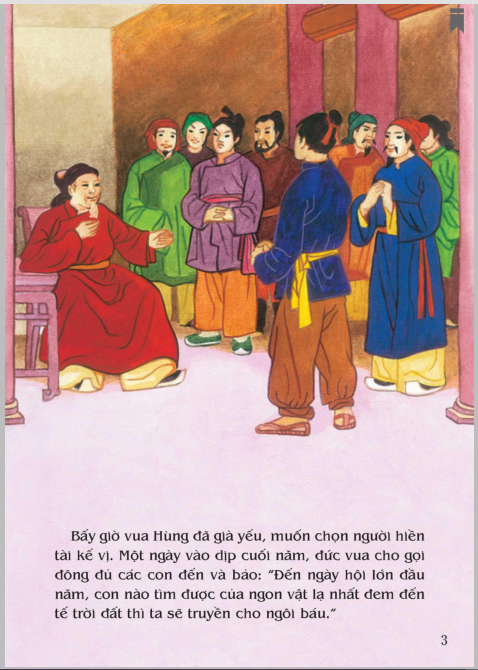 Bấy giờ vua Hùng đã già yếu, muốn chọn người hiền
tài kế vị. Một ngày vào dịp cuối năm, đức vua cho gọi
đông đủ các con đến và bảo: “Đến ngày hội lớn đầu
năm, con nào tìm được của ngon vật lạ nhất đem đến
tế trời đất thì ta sẽ truyền cho ngôi báu.”
3